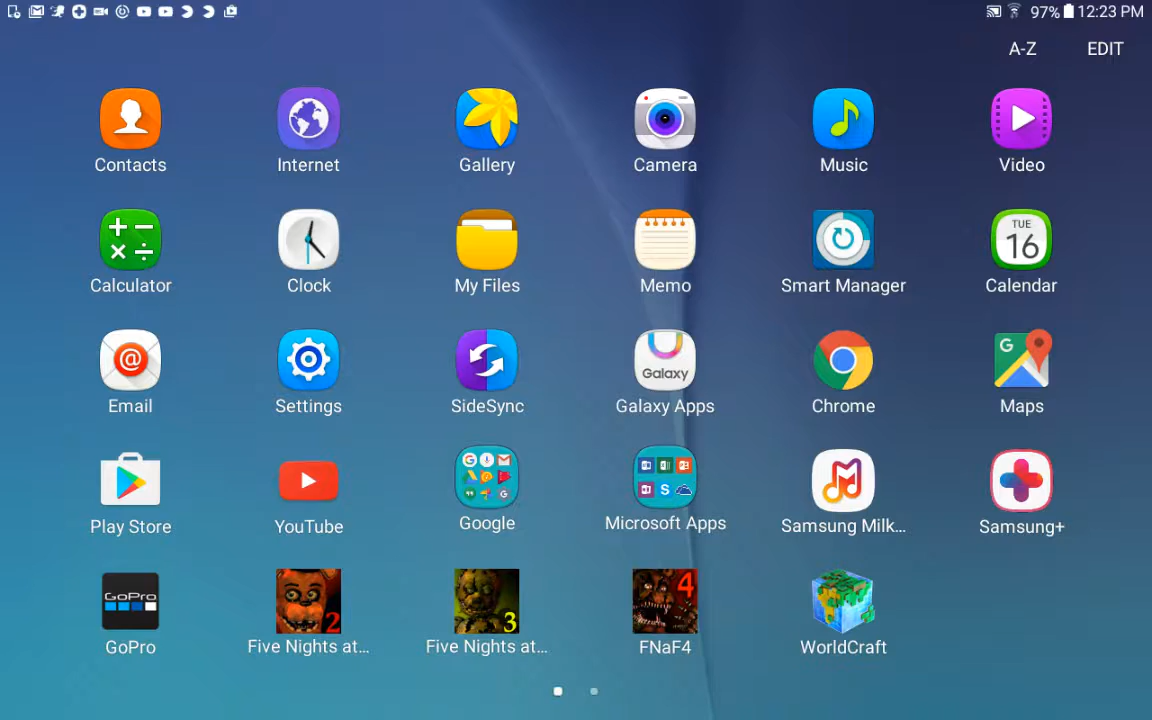 97% 12:23 PM
A-Z EDIT
Contacts Internet Gallery Camera Music Video
TUE
16
Calculator Clock My Files Memo Smart Manager Calendar
@ Galaxy G
Email Settings SideSync Galaxy Apps Chrome Maps
Play Store YouTube Google Microsoft Apps Samsung Milk... Samsung+
GoPro 2 3 4
GoPro Five Nights at... Five Nights at... FNaF4 WorldCraft